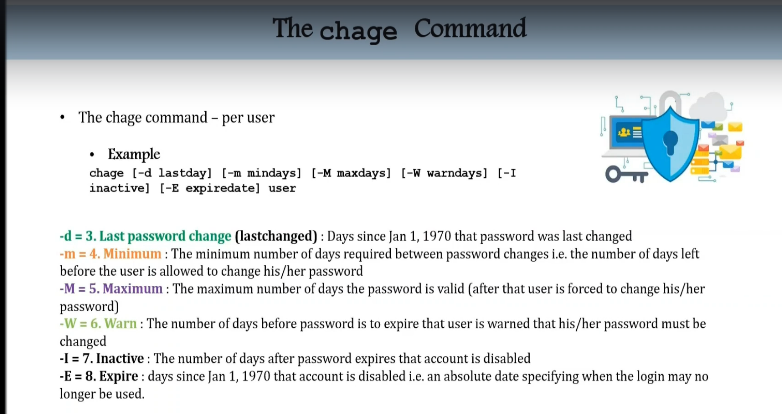 The chage Command
• The chage command – per user
• Example
chage [-d lastday] [-m mindays] [-M maxdays] [-W warndays] [-I
inactive] [-E expiredate] user
-d = 3. Last password change (lastchanged) : Days since Jan 1, 1970 that password was last changed
-m = 4. Minimum : The minimum number of days required between password changes i.e. the number of days left
before the user is allowed to change his/her password
-M = 5. Maximum : The maximum number of days the password is valid (after that user is forced to change his/her
password)
-W = 6. Warn : The number of days before password is to expire that user is warned that his/her password must be
changed
-I = 7. Inactive : The number of days after password expires that account is disabled
-E = 8. Expire : days since Jan 1, 1970 that account is disabled i.e. an absolute date specifying when the login may no
longer be used.